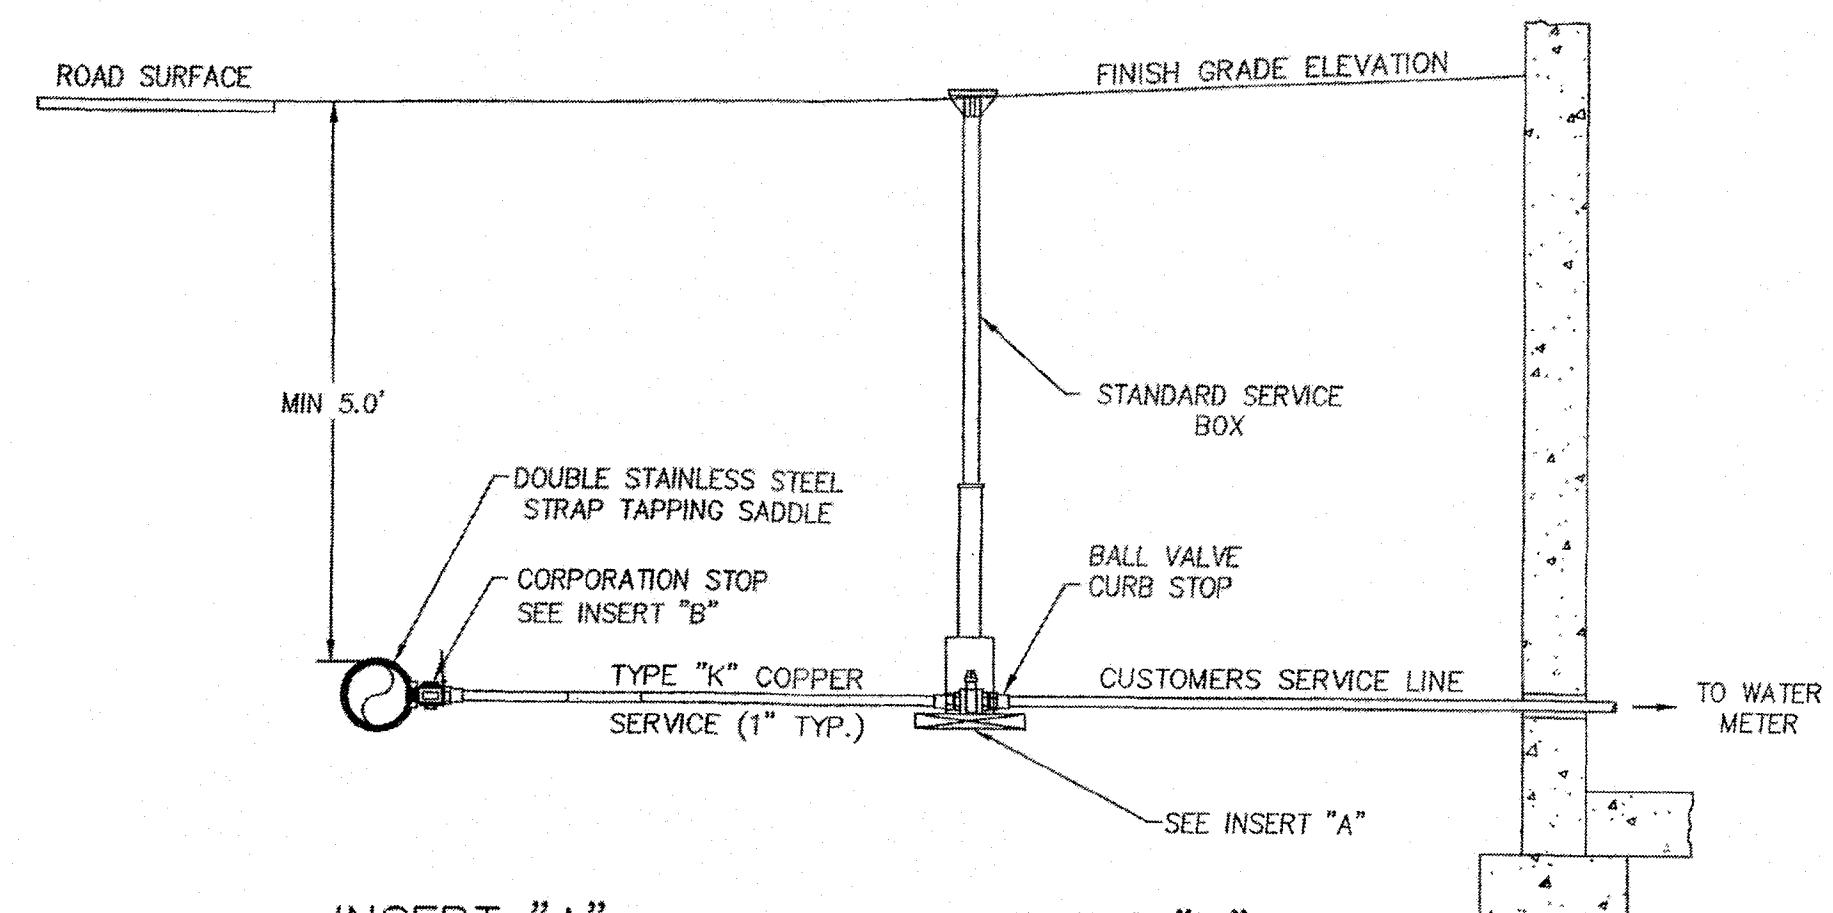 ROAD SURFACE
FINISH GRADE ELEVATION
MIN 5.0'
STANDARD SERVICE
BOX
DOUBLE STAINLESS STEEL
STRAP TAPPING SADDLE
CORPORATION STOP
SEE INSERT "B"
BALL VALVE
CURB STOP
TYPE "K" COPPER
SERVICE (1" TYP.)
CUSTOMERS SERVICE LINE
TO WATER
METER
SEE INSERT "A"
INSERT "A"